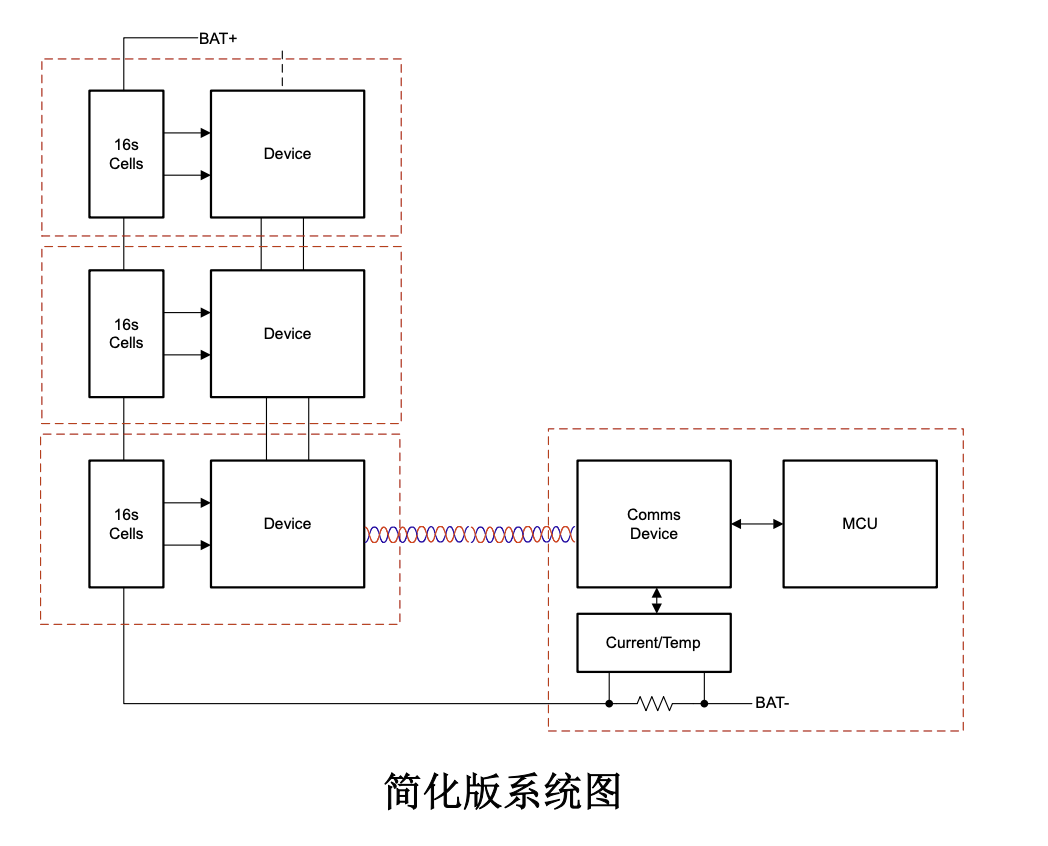 BAT+
16s
Cells
Device
16s
Cells
Device
16s
Cells
Device
Comms
Device
MCU
Current/Temp
BAT-
简化版系统图